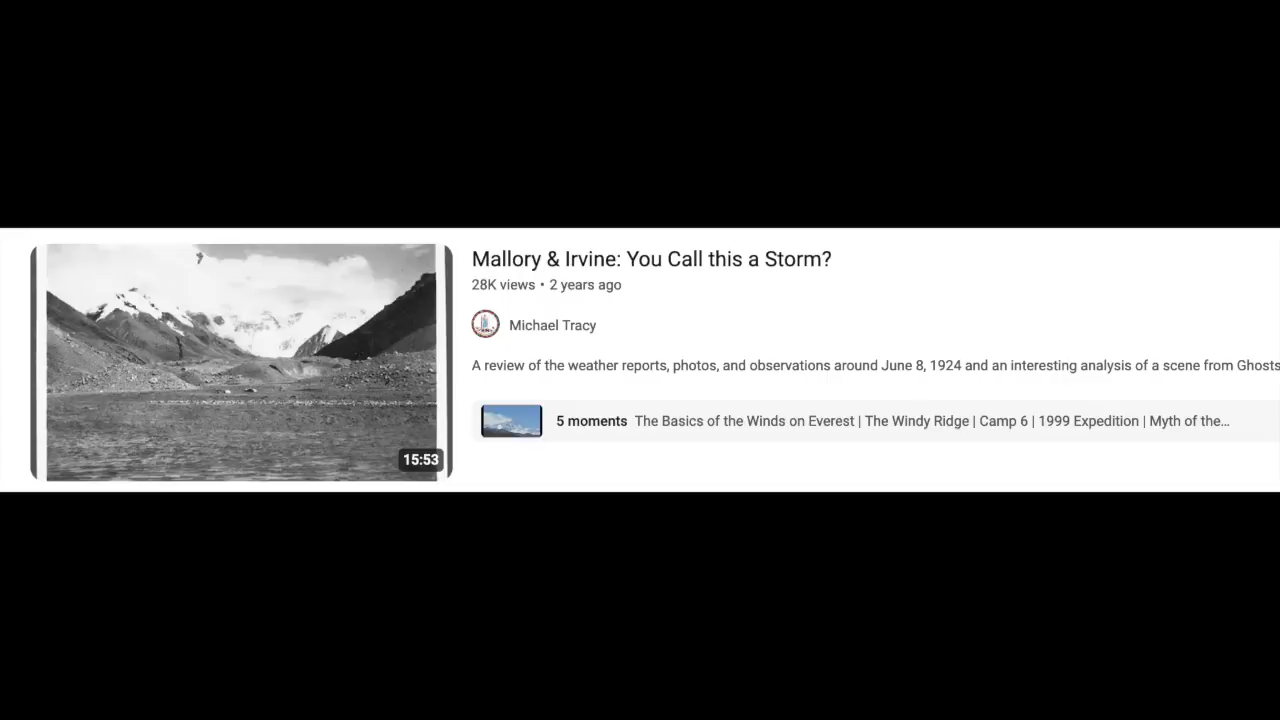 Mallory & Irvine: You Call this a Storm?
28K views • 2 years ago
Michael Tracy
A review of the weather reports, photos, and observations around June 8, 1924 and an interesting analysis of a scene from Ghosts
5 moments The Basics of the Winds on Everest | The Windy Ridge | Camp 6 | 1999 Expedition | Myth of the...
15:53